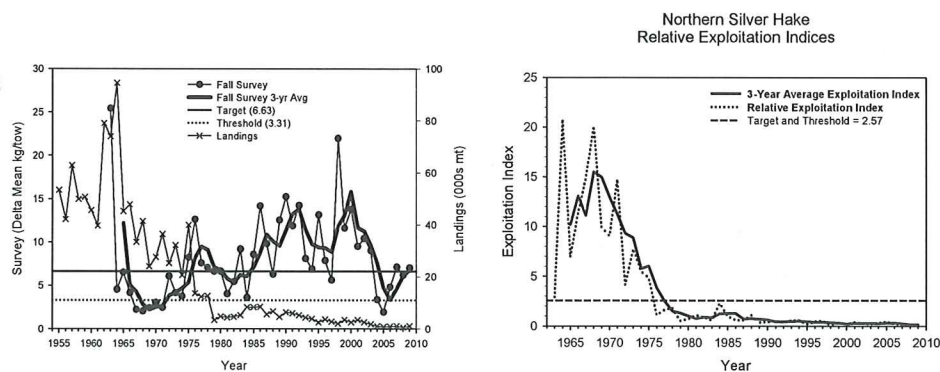 Northern Silver Hake
Relative Exploitation Indices
30
25
20
15
10
5
0
Survey (Delta Mean kg/tow)
Fall Survey
Fall Survey 3-yr Avg
Target (6.63)
Threshold (3.31)
Landings
100
80
60
40
20
0
Landings (000s mt)
1955 1960 1965 1970 1975 1980 1985 1990 1995 2000 2005 2010
Year
25
20
15
10
5
0
Exploitation Index
3-Year Average Exploitation Index
Relative Exploitation Index
Target and Threshold = 2.57
1965 1970 1975 1980 1985 1990 1995 2000 2005 2010
Year